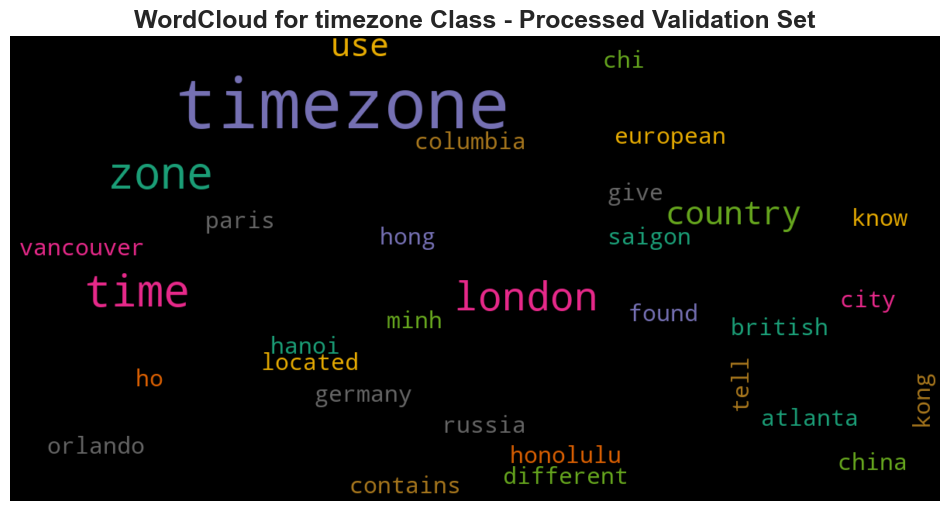 WordCloud for timezone Class - Processed Validation Set
use
chi
timezone
columbia
european
zone
give
paris
country
know
hong
saigon
vancouver
time
london
city
found
minh
british
hanoi
located
ho
tell
germany
kong
atlanta
russia
orlando
honolulu
china
different
contains